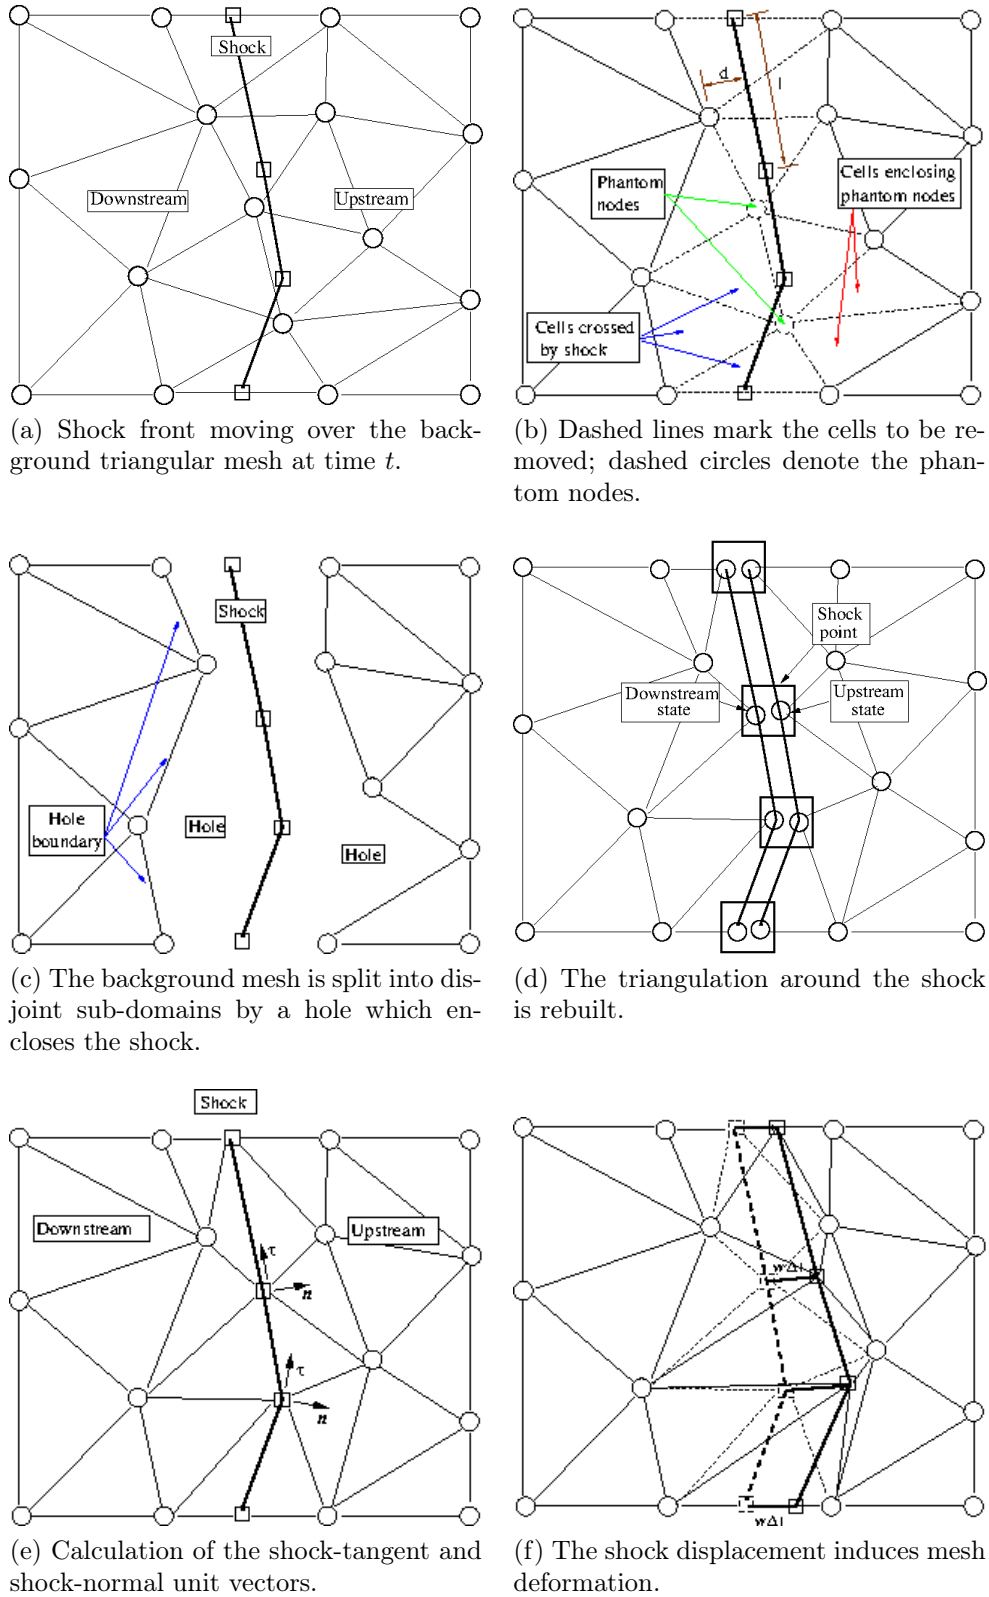 Shock
Downstream
Upstream
(a) Shock front moving over the back-
ground triangular mesh at time t.
d
l
Phantom
nodes
Cells enclosing
phantom nodes
Cells crossed
by shock
(b) Dashed lines mark the cells to be re-
moved; dashed circles denote the phan-
tom nodes.
Shock
Hole
boundary
Hole
Hole
(c) The background mesh is split into dis-
joint sub-domains by a hole which en-
closes the shock.
Shock
point
Downstream
state
Upstream
state
(d) The triangulation around the shock
is rebuilt.
Shock
Downstream
Upstream
τ
n
τ
n
(e) Calculation of the shock-tangent and
shock-normal unit vectors.
(f) The shock displacement induces mesh
deformation.